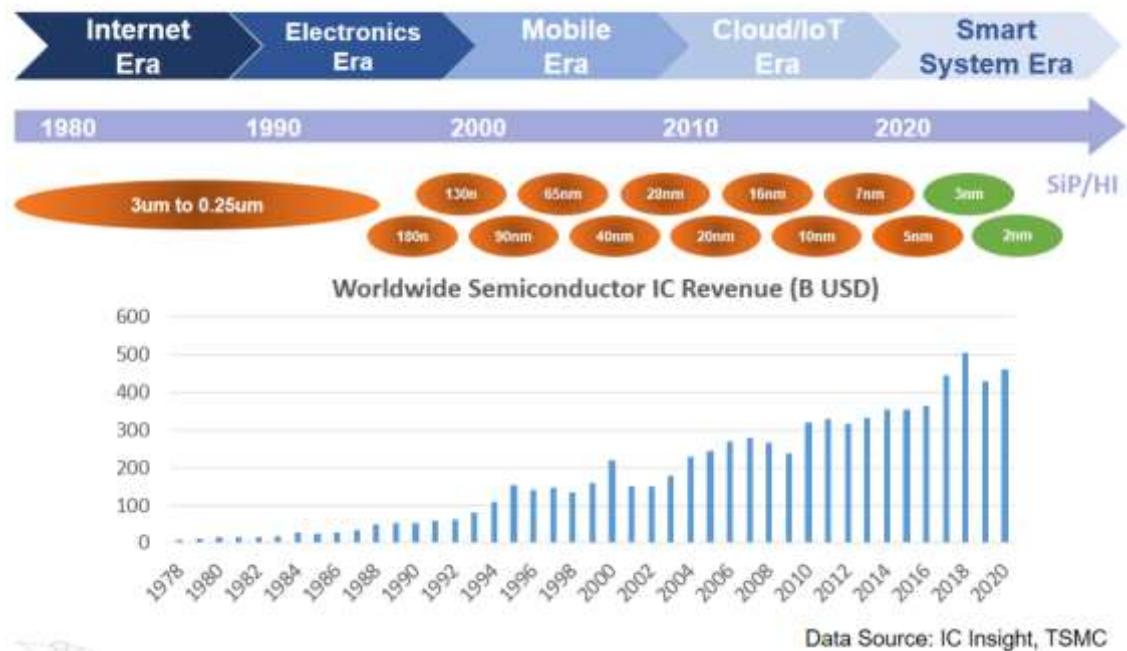 Internet Era
Electronics Era
Mobile Era
Cloud/IoT Era
Smart System Era
1980 1990 2000 2010 2020
130n 65nm 28nm 16nm 7nm 3nm SiP/HI
3um to 0.25um
180n 90nm 40nm 20nm 10nm 5nm 2nm
Worldwide Semiconductor IC Revenue (B USD)
600
500
400
300
200
100
0
1978 1980 1982 1984 1986 1988 1990 1992 1994 1996 1998 2000 2002 2004 2006 2008 2010 2012 2014 2016 2018 2020
Data Source: IC Insight, TSMC